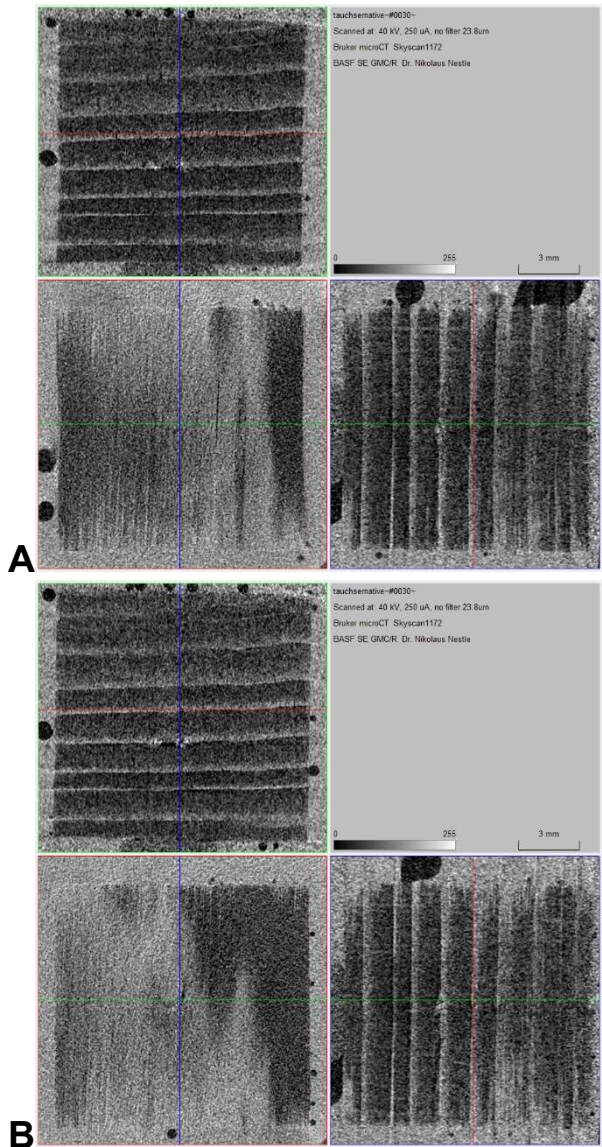 tauchsernative~#0030~
Scanned at: 40 kV, 250 uA, no filter.23.8um
Bruker microCT Skyscan1172
BASF SE GMC/R Dr. Nikolaus Nestle
0 255 3 mm
A
tauchsernative~#0030~
Scanned at: 40 kV, 250 uA, no filter.23.8um
Bruker microCT Skyscan1172
BASF SE GMC/R Dr. Nikolaus Nestle
0 255 3 mm
B